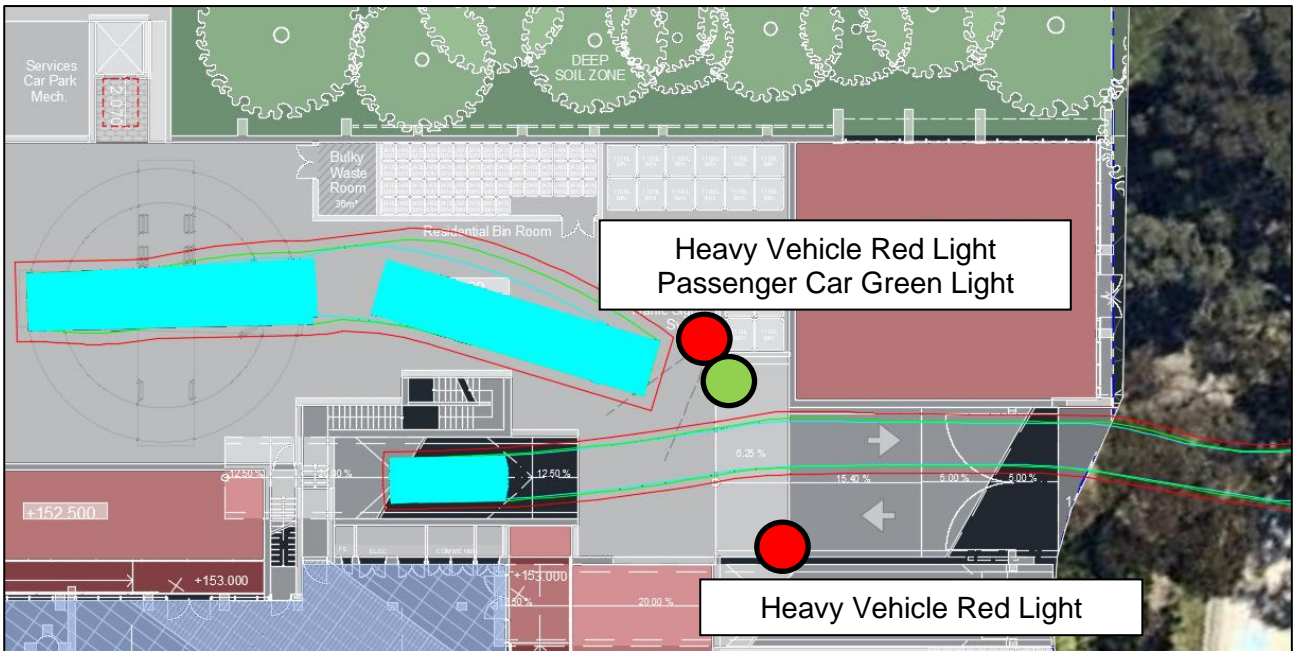 Services
Car Park
Mech.
2.070
DEEP
SOIL ZONE
Bulky
Waste
Room
36m²
Residential Bin Room
Heavy Vehicle Red Light
Passenger Car Green Light
6.25 %
12.50 %
20.00 %
12.50 %
15.40 %
5.00 %
5.00 %
+152.500
+153.000
+153.000
20.00 %
Heavy Vehicle Red Light